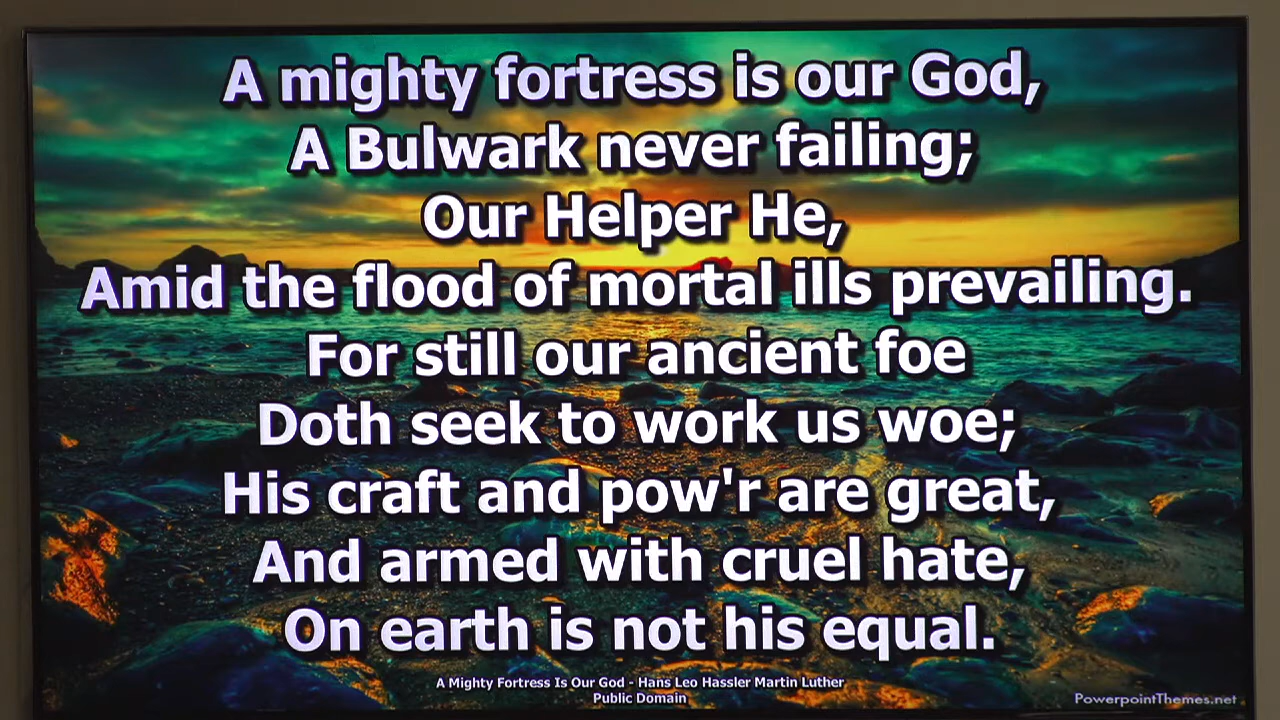 A mighty fortress is our God,
A Bulwark never failing;
Our Helper He,
Amid the flood of mortal ills prevailing.
For still our ancient foe
Doth seek to work us woe;
His craft and pow'r are great,
And armed with cruel hate,
On earth is not his equal.
A Mighty Fortress Is Our God - Hans Leo Hassler Martin Luther
Public Domain
PowerpointThemes.net